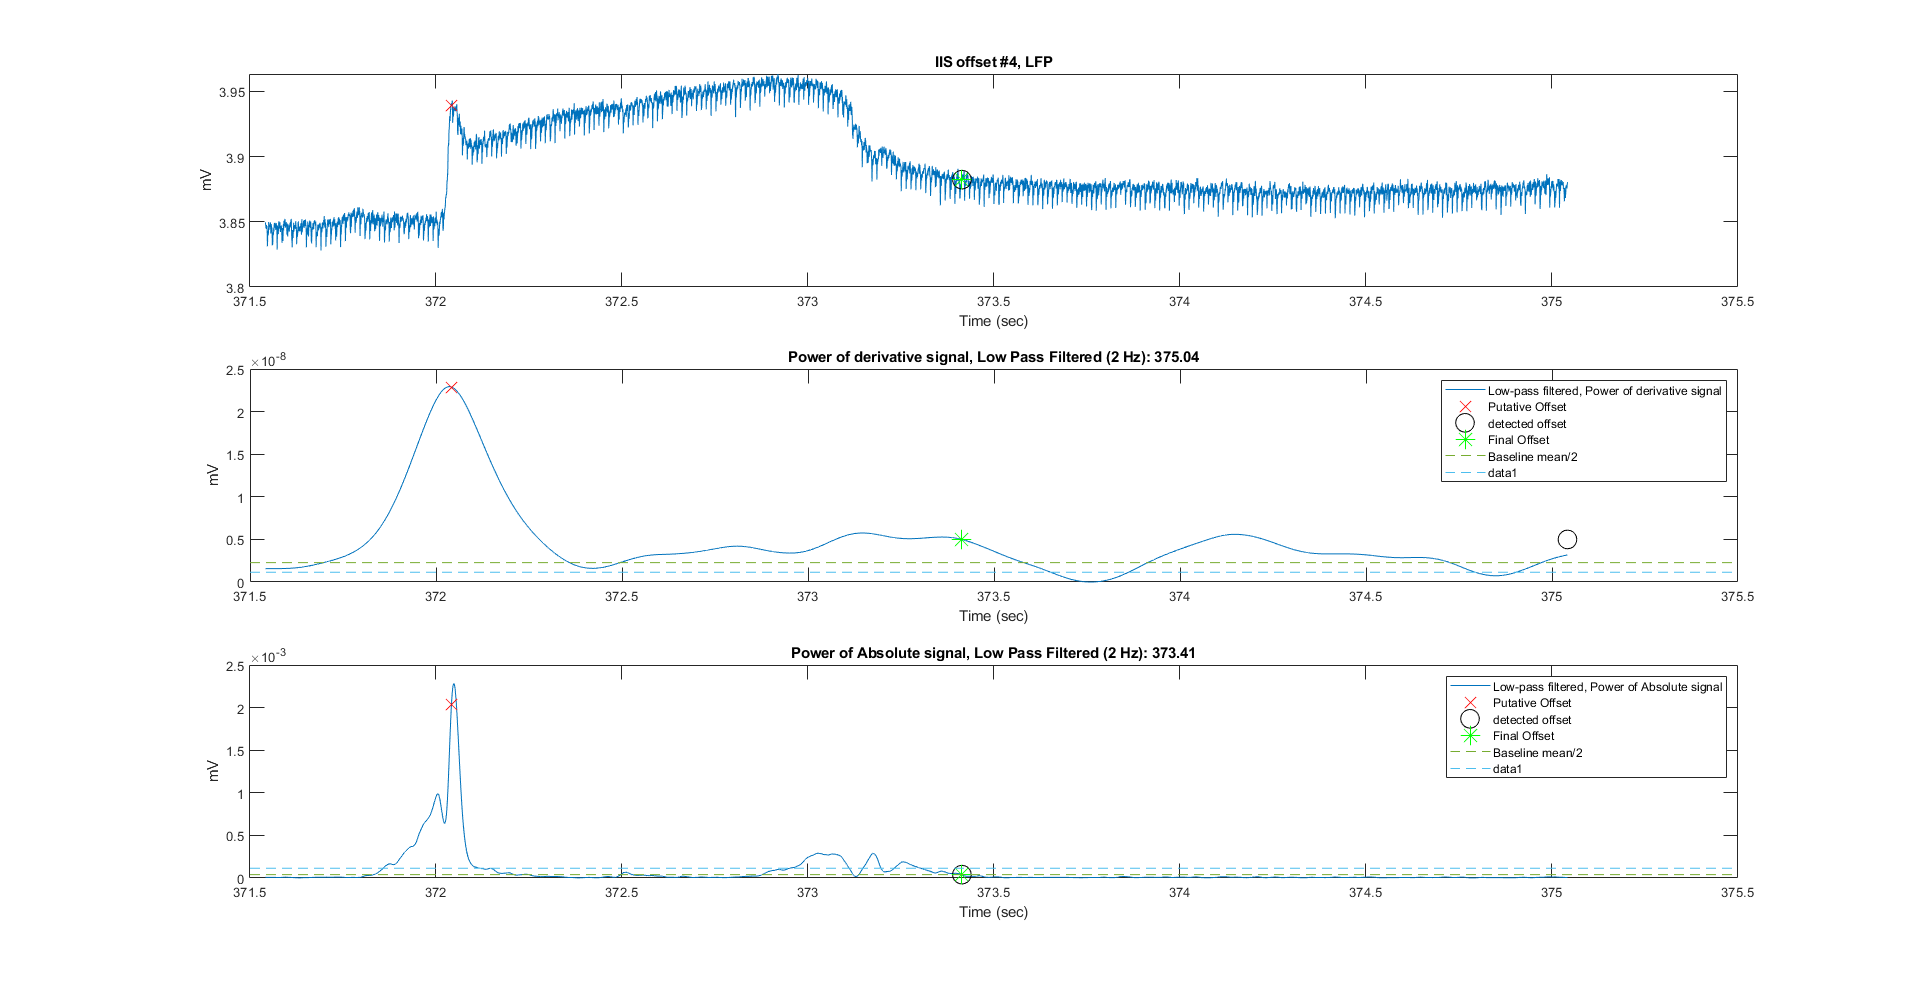 IIS offset #4, LFP
3.95
3.9
3.85
3.8
mV
371.5 372 372.5 373 373.5 374 374.5 375 375.5
Time (sec)
×10-8
Power of derivative signal, Low Pass Filtered (2 Hz): 375.04
2.5
2
1.5
1
0.5
0
mV
Low-pass filtered, Power of derivative signal
Putative Offset
detected offset
Final Offset
Baseline mean/2
data1
371.5 372 372.5 373 373.5 374 374.5 375 375.5
Time (sec)
×10-3
Power of Absolute signal, Low Pass Filtered (2 Hz): 373.41
2.5
2
1.5
1
0.5
0
mV
Low-pass filtered, Power of Absolute signal
Putative Offset
detected offset
Final Offset
Baseline mean/2
data1
371.5 372 372.5 373 373.5 374 374.5 375 375.5
Time (sec)